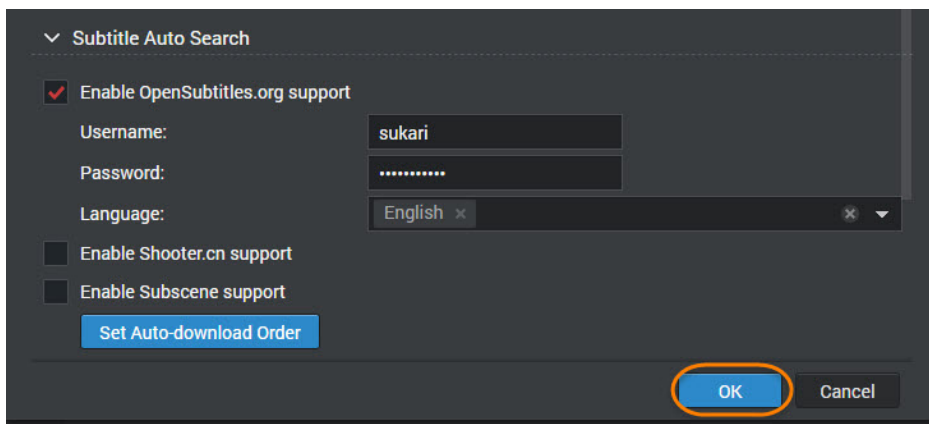 Subtitle Auto Search
Enable OpenSubtitles.org support
Username: sukari
Password: •••••••••••
Language: English ×
Enable Shooter.cn support
Enable Subscene support
Set Auto-download Order
OK Cancel